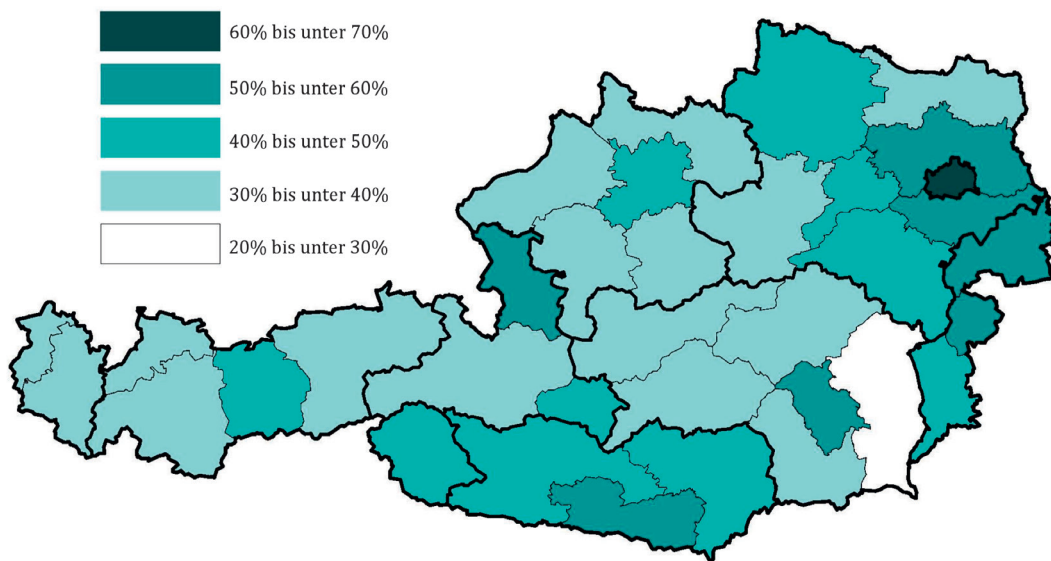 60% bis unter 70%
50% bis unter 60%
40% bis unter 50%
30% bis unter 40%
20% bis unter 30%